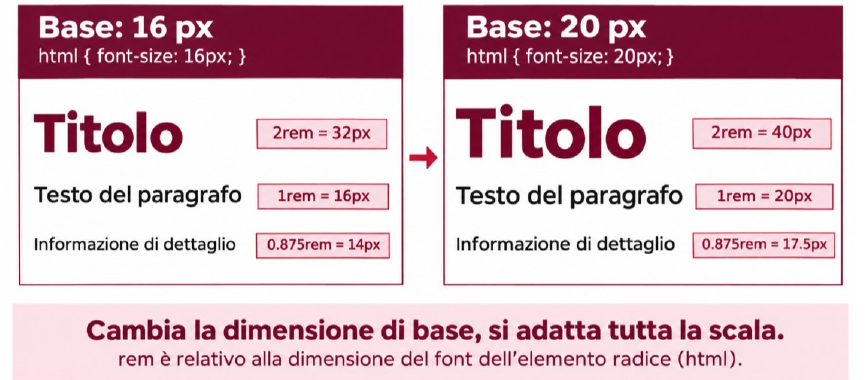 Base: 16 px
html { font-size: 16px; }
Titolo
2rem = 32px
Testo del paragrafo
1rem = 16px
Informazione di dettaglio
0.875rem = 14px
Base: 20 px
html { font-size: 20px; }
Titolo
2rem = 40px
Testo del paragrafo
1rem = 20px
Informazione di dettaglio
0.875rem = 17.5px
Cambia la dimensione di base, si adatta tutta la scala.
rem è relativo alla dimensione del font dell’elemento radice (html).